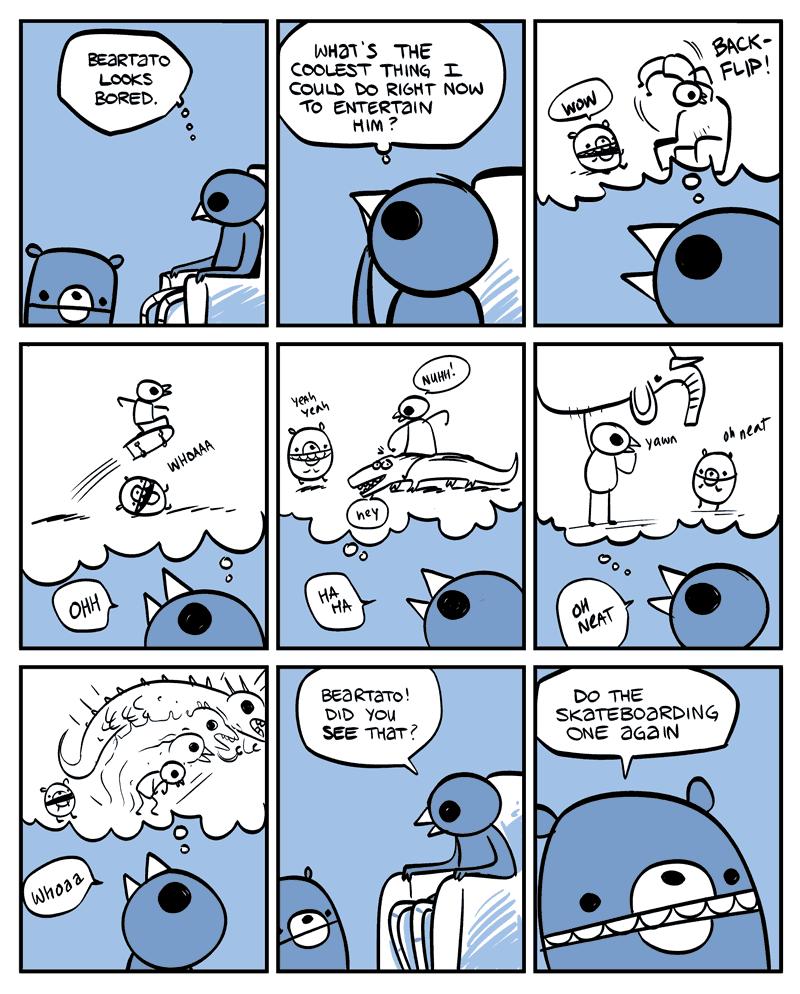 BEARTATO
LOOKS
BORED.
WHAT'S THE
COOLEST THING I
COULD DO RIGHT NOW
TO ENTERTAIN
HIM?
BACK-
FLIP!
WOW
WHOAAA
OHH
yeah
yeah
NUHH!
hey
HA
HA
yawn
oh neat
OH
NEAT
Whoaa
BEARTATO!
DID YOU
SEE THAT?
DO THE
SKATEBOARDING
ONE AGAIN